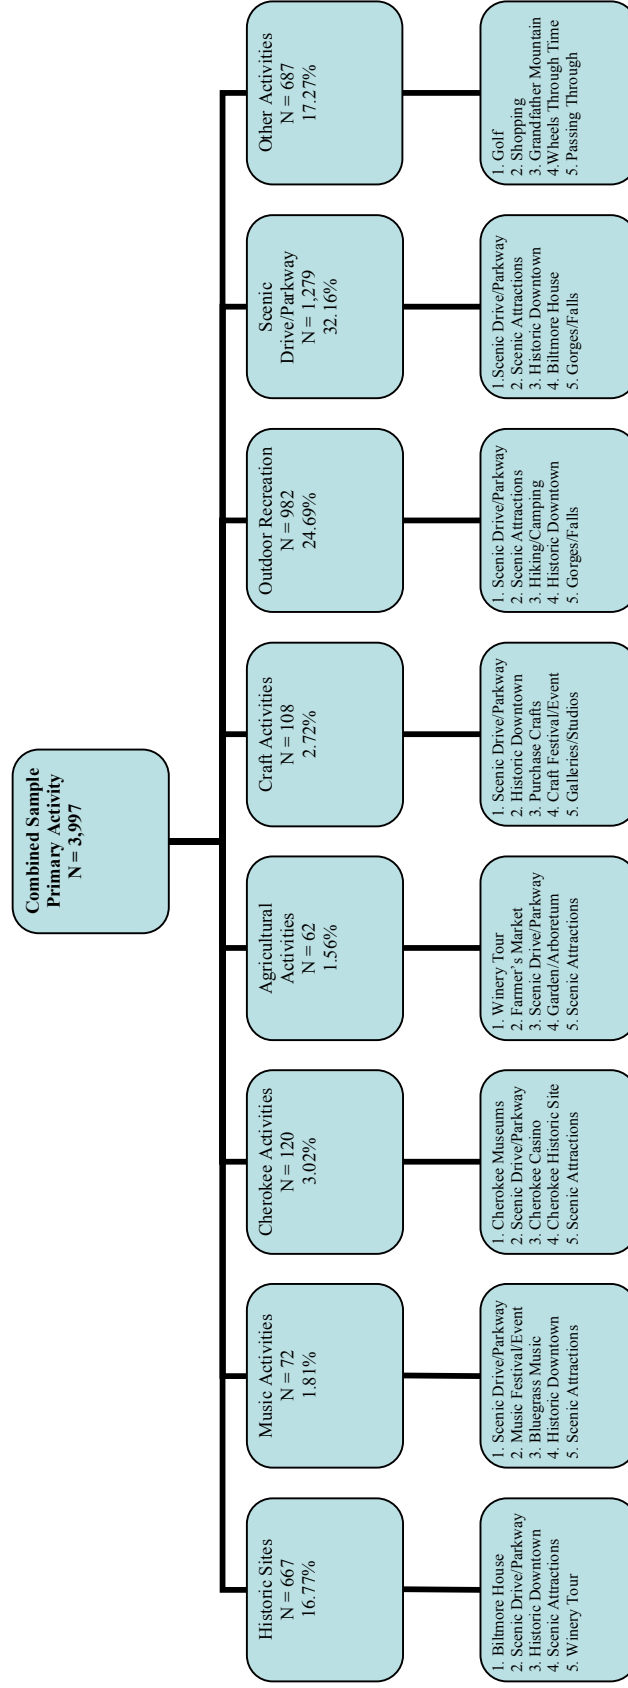 Combined Sample
Primary Activity
N = 3,997
Historic Sites
N = 667
16.77%
Music Activities
N = 72
1.81%
Cherokee Activities
N = 120
3.02%
Agricultural
Activities
N = 62
1.56%
Craft Activities
N = 108
2.72%
Outdoor Recreation
N = 982
24.69%
Scenic
Drive/Parkway
N = 1,279
32.16%
Other Activities
N = 687
17.27%
1. Biltmore House
2. Scenic Drive/Parkway
3. Historic Downtown
4. Scenic Attractions
5. Winery Tour
1. Scenic Drive/Parkway
2. Music Festival/Event
3. Bluegrass Music
4. Historic Downtown
5. Scenic Attractions
1. Cherokee Museums
2. Scenic Drive/Parkway
3. Cherokee Casino
4. Cherokee Historic Site
5. Scenic Attractions
1. Winery Tour
2. Farmer's Market
3. Scenic Drive/Parkway
4. Garden/Arboretum
5. Scenic Attractions
1. Scenic Drive/Parkway
2. Historic Downtown
3. Purchase Crafts
4. Craft Festival/Event
5. Galleries/Studios
1. Scenic Drive/Parkway
2. Scenic Attractions
3. Hiking/Camping
4. Historic Downtown
5. Gorges/Falls
1.Scenic Drive/Parkway
2. Scenic Attractions
3. Historic Downtown
4. Biltmore House
5. Gorges/Falls
1. Golf
2. Shopping
3. Grandfather Mountain
4.Wheels Through Time
5. Passing Through